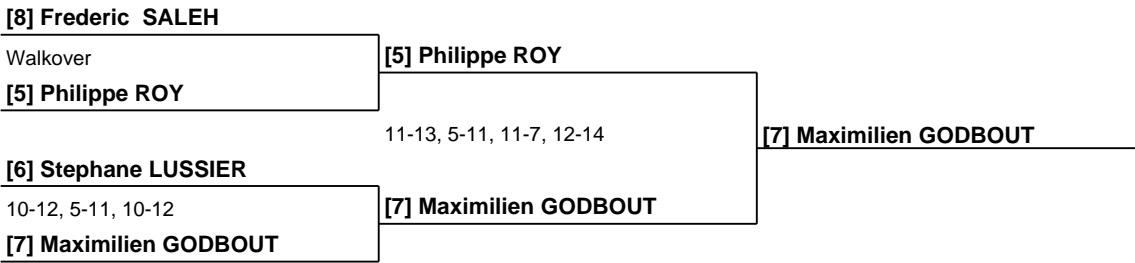 [8] Frederic  SALEH
Walkover
[5] Philippe ROY
[5] Philippe ROY
11-13, 5-11, 11-7, 12-14
[7] Maximilien GODBOUT
[6] Stephane LUSSIER
10-12, 5-11, 10-12
[7] Maximilien GODBOUT
[7] Maximilien GODBOUT